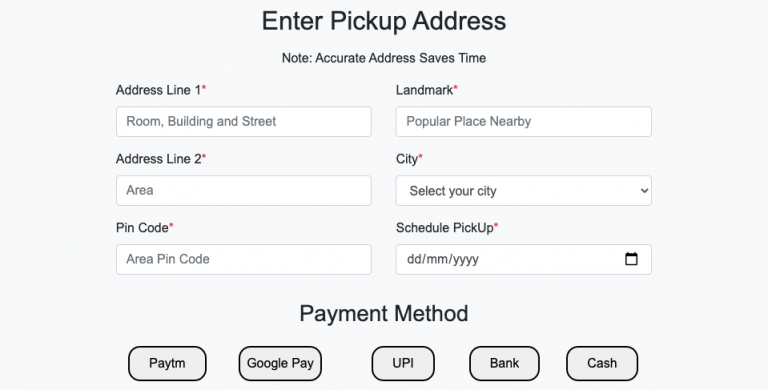 Enter Pickup Address
Note: Accurate Address Saves Time
Address Line 1*
Landmark*
Room, Building and Street
Popular Place Nearby
Address Line 2*
City*
Area
Select your city
Pin Code*
Schedule PickUp*
Area Pin Code
dd/mm/yyyy
Payment Method
Paytm
Google Pay
UPI
Bank
Cash